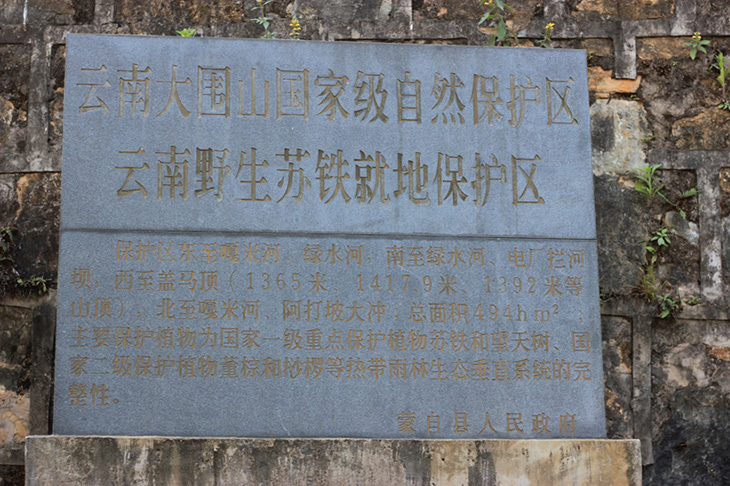 云南大围山国家级自然保护区
云南野生苏铁就地保护区
保护区东至嘎米河、绿水河，南至绿水河、电厂拦河
坝，西至盖马顶（1365米、1417.9米、1392米等
山顶），北至嘎米河、阿打坡大冲；总面积494hm²；
主要保护植物为国家一级重点保护植物苏铁和望天树、国
家二级保护植物董棕和桫椤等热带雨林生态垂直系统的完
整性。
蒙自县人民政府